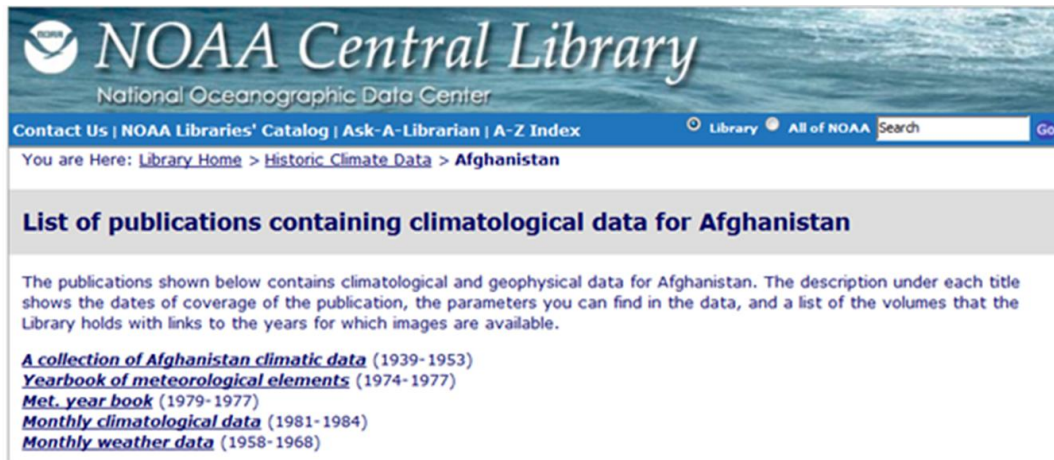 NOAA
NOAA Central Library
National Oceanographic Data Center
Contact Us | NOAA Libraries' Catalog | Ask-A-Librarian | A-Z Index Library All of NOAA Search Go
You are Here: Library Home > Historic Climate Data > Afghanistan
List of publications containing climatological data for Afghanistan
The publications shown below contains climatological and geophysical data for Afghanistan. The description under each title
shows the dates of coverage of the publication, the parameters you can find in the data, and a list of the volumes that the
Library holds with links to the years for which images are available.
A collection of Afghanistan climatic data (1939-1953)
Yearbook of meteorological elements (1974-1977)
Met. year book (1979-1977)
Monthly climatological data (1981-1984)
Monthly weather data (1958-1968)